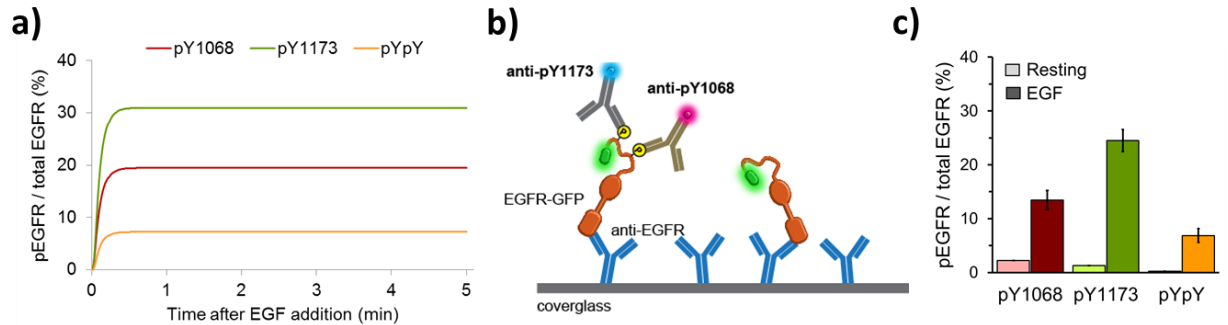 a)
pY1068 pY1173 pYpY
pEGFR / total EGFR (%)
40
30
20
10
0
0 1 2 3 4 5
Time after EGF addition (min)
b)
anti-pY1173
anti-pY1068
P
P
EGFR-GFP
anti-EGFR
coverglass
c)
pEGFR / total EGFR (%)
40
30
20
10
0
Resting
EGF
pY1068 pY1173 pYpY